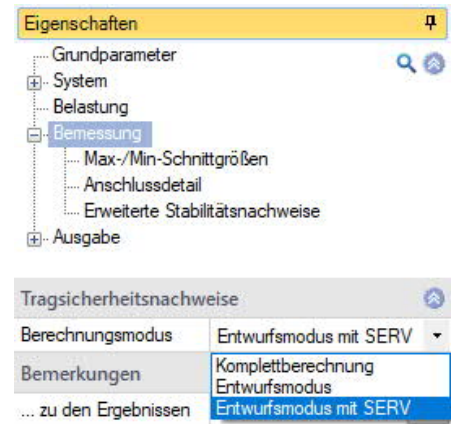 Eigenschaften
Grundparameter
System
Belastung
Bemessung
Max-/Min-Schnittgrößen
Anschlussdetail
Erweiterte Stabilitätsnachweise
Ausgabe
Tragsicherheitsnachweise
Berechnungsmodus Entwurfsmodus mit SERV
Bemerkungen
Komplettberechnung
Entwurfsmodus
... zu den Ergebnissen Entwurfsmodus mit SERV